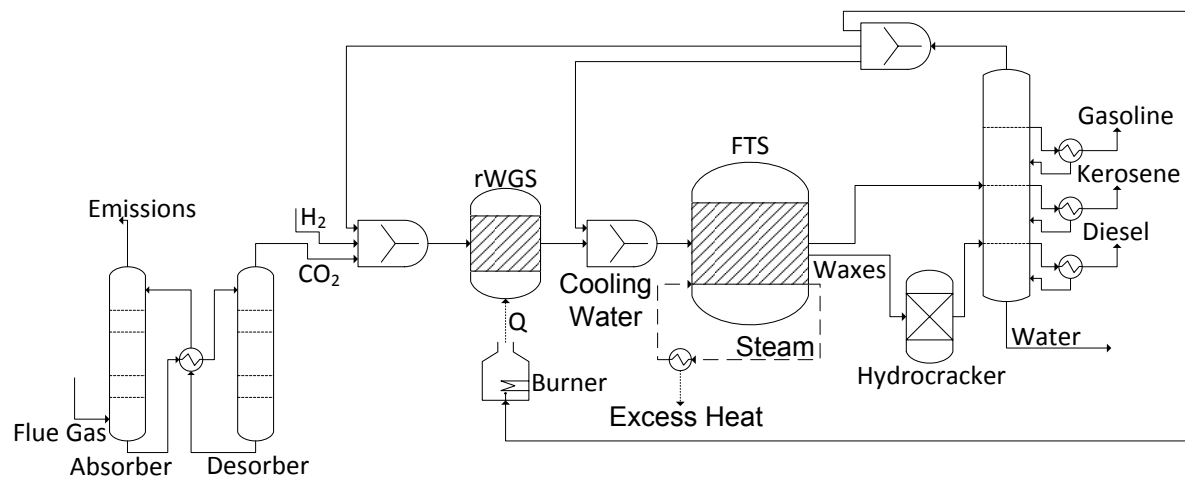 Gasoline
FTS
Kerosene
rWGS
Emissions
H₂
Diesel
CO₂
Waxes
Cooling
Water
Q
Steam
Water
Burner
Hydrocracker
Excess Heat
Flue Gas
Absorber
Desorber